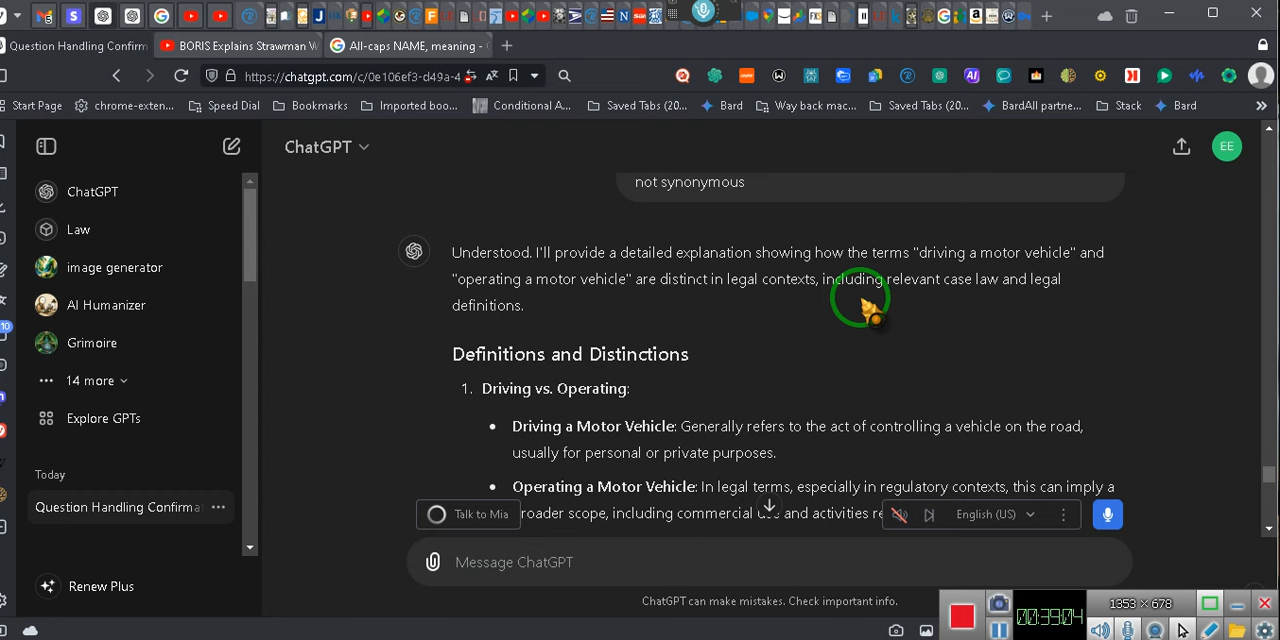 Question Handling Confirm
BORIS Explains Strawman W
All-caps NAME, meaning -
https://chatgpt.com/c/0e106ef3-d49a-4
Start Page
chrome-exten...
Speed Dial
Bookmarks
Imported boo...
Conditional A...
Saved Tabs (20...
Bard
Way back mac...
Saved Tabs (20...
BardAll partne...
Stack
Bard
ChatGPT
EE
ChatGPT
Law
image generator
AI Humanizer
Grimoire
14 more
Explore GPTs
Today
Question Handling Confirma
Renew Plus
not synonymous
Understood. I'll provide a detailed explanation showing how the terms "driving a motor vehicle" and
"operating a motor vehicle" are distinct in legal contexts, including relevant case law and legal
definitions.
Definitions and Distinctions
1. Driving vs. Operating:
• Driving a Motor Vehicle: Generally refers to the act of controlling a vehicle on the road,
usually for personal or private purposes.
• Operating a Motor Vehicle: In legal terms, especially in regulatory contexts, this can imply a
roader scope, including commercial and activities
Talk to Mia
English (US)
Message ChatGPT
ChatGPT can make mistakes. Check important info.
1353 × 678
00:39:04
10